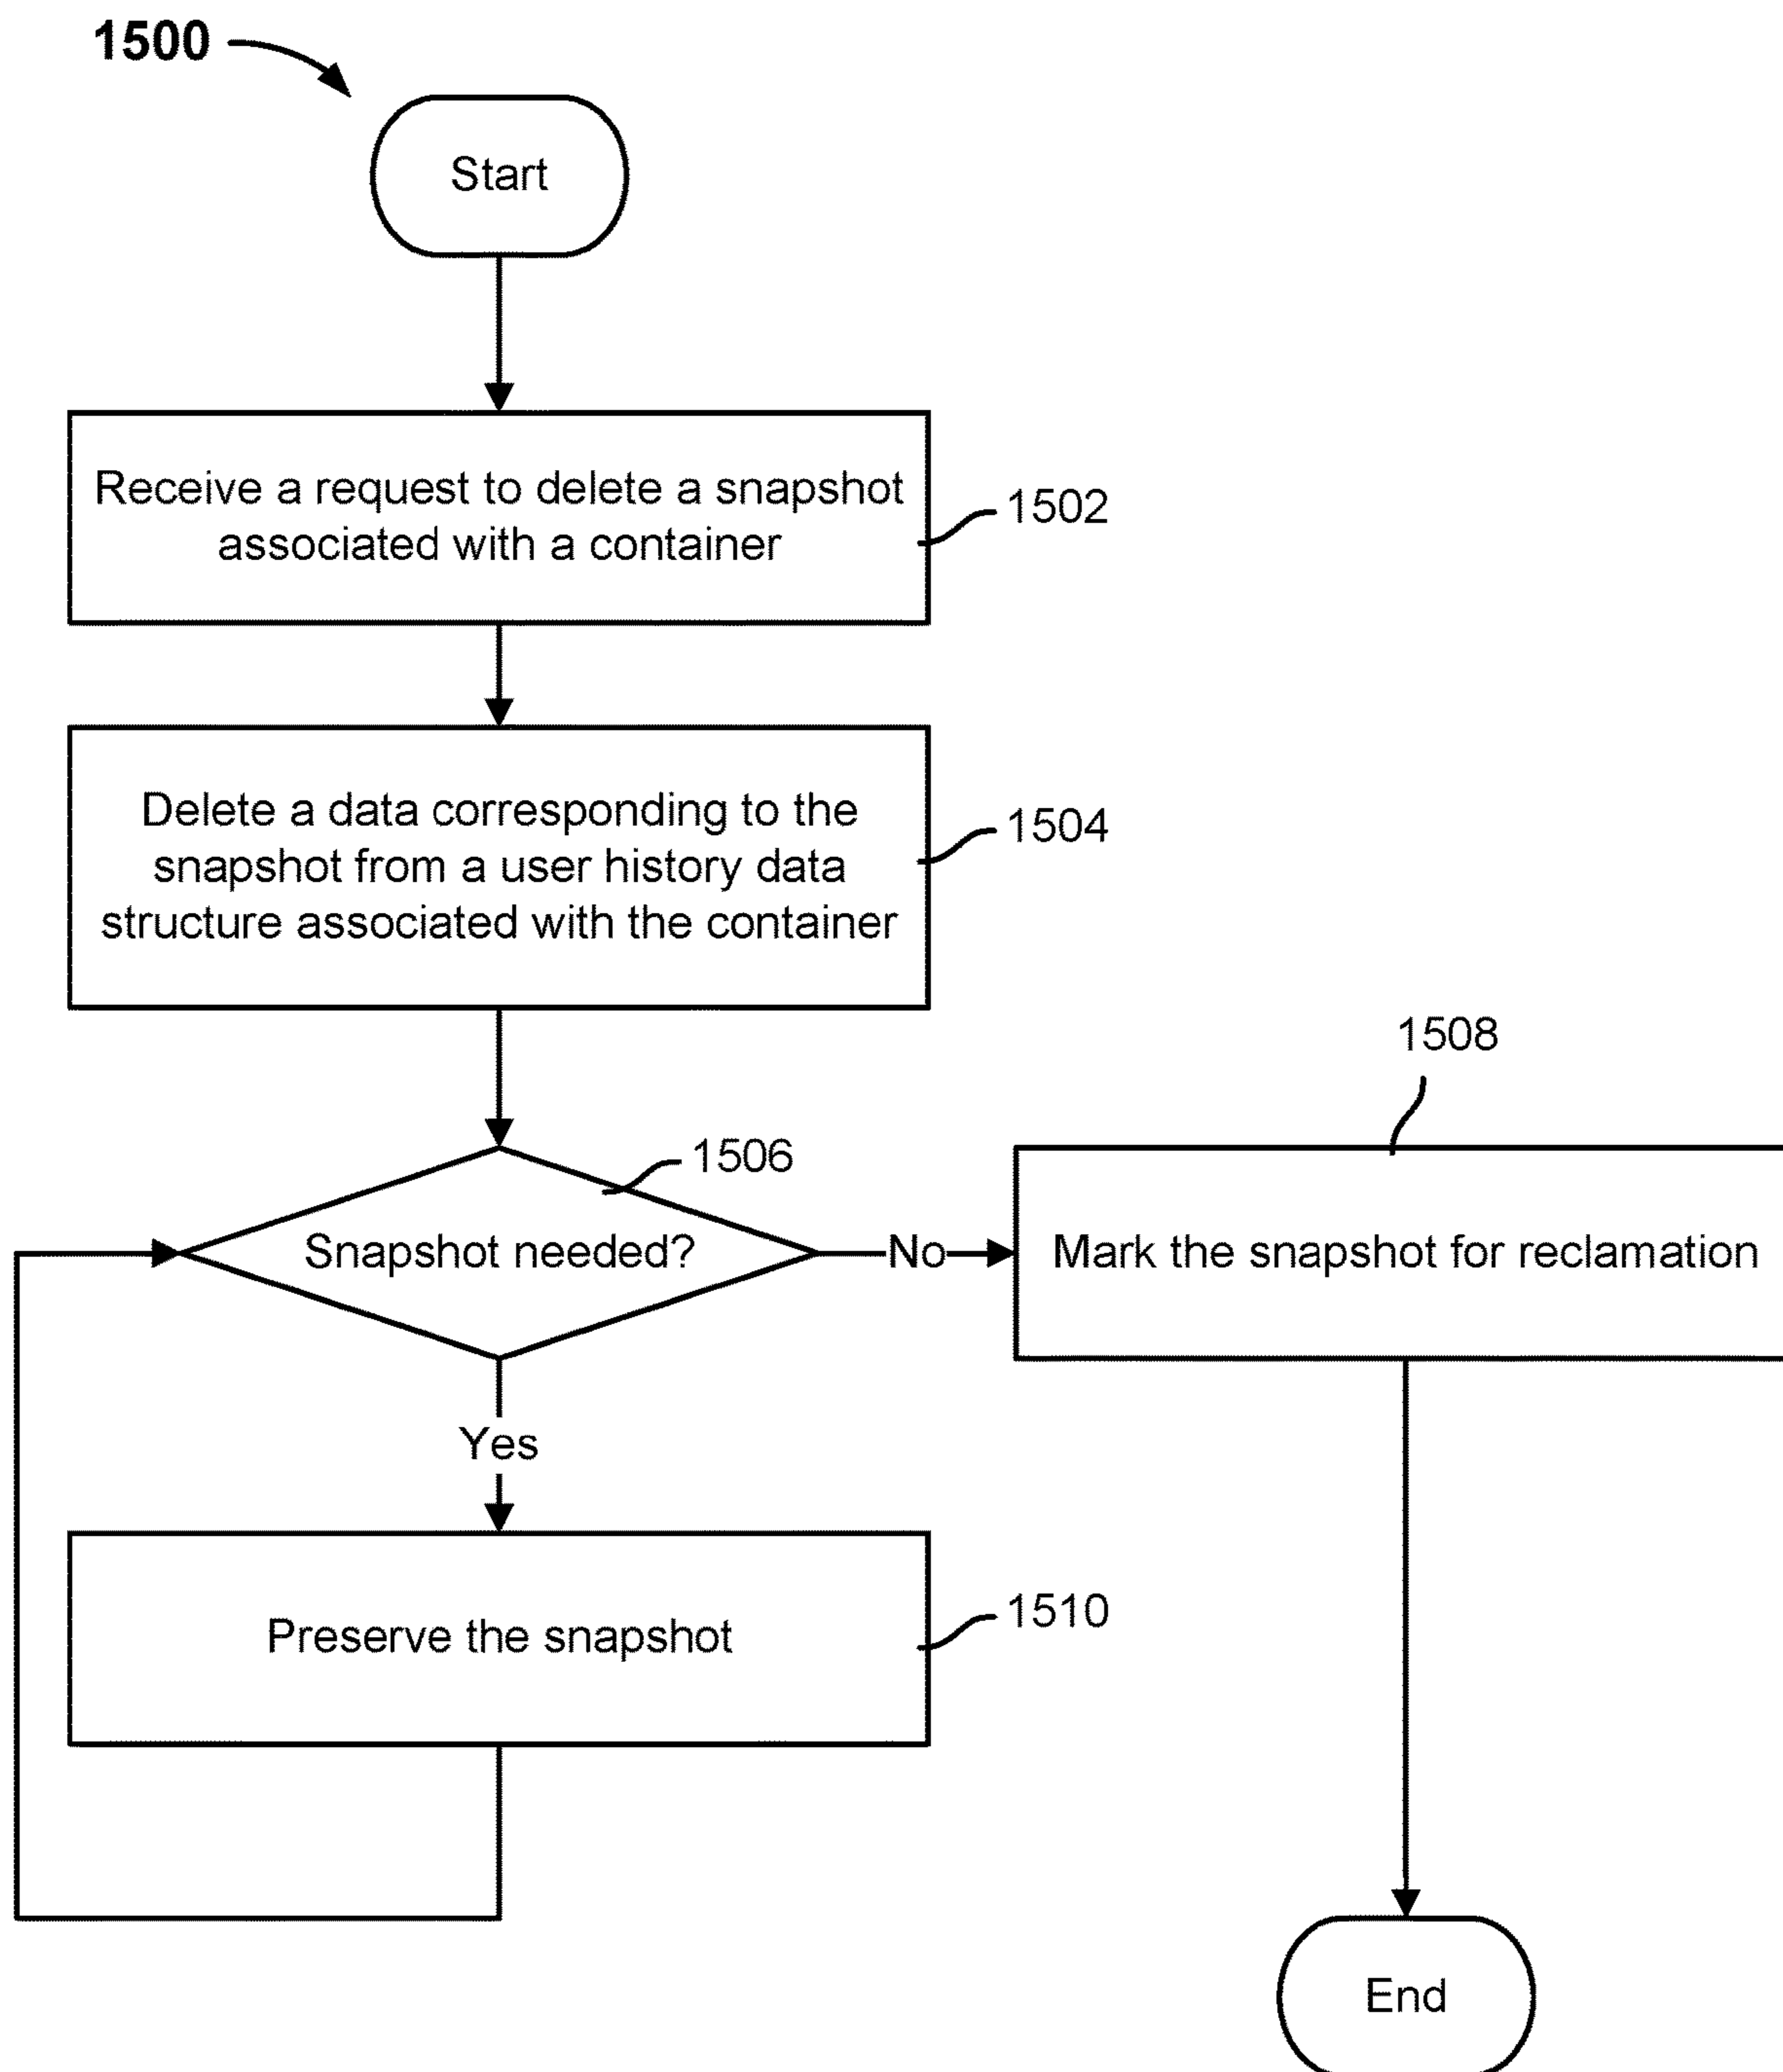 1500
Start
Receive a request to delete a snapshot
associated with a container
1502
Delete a data corresponding to the
snapshot from a user history data
structure associated with the container
1504
1508
1506
Snapshot needed?
No
Mark the snapshot for reclamation
Yes
Preserve the snapshot
1510
End